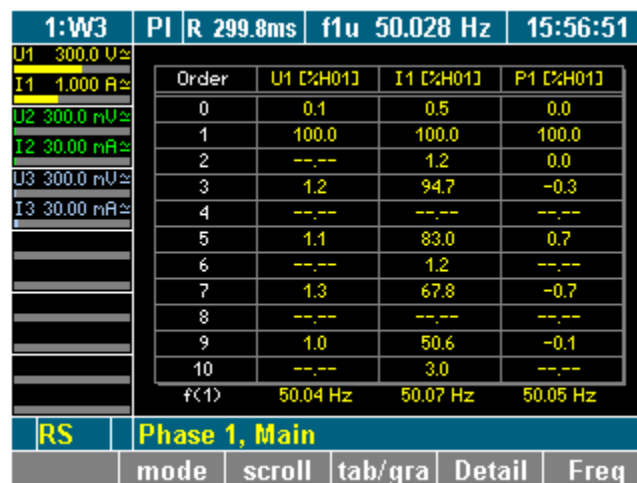 1:W3 PI R 299.8ms f1u 50.028 Hz 15:56:51
U1 300.0 V≃
I1 1.000 A≃
U2 300.0 mV≃
I2 30.00 mA≃
U3 300.0 mV≃
I3 30.00 mA≃
Order U1 [%H01] I1 [%H01] P1 [%H01]
0 0.1 0.5 0.0
1 100.0 100.0 100.0
2 --.-- 1.2 0.0
3 1.2 94.7 -0.3
4 --.-- --.-- --.--
5 1.1 83.0 0.7
6 --.-- 1.2 --.--
7 1.3 67.8 -0.7
8 --.-- --.-- --.--
9 1.0 50.6 -0.1
10 --.-- 3.0 --.--
f(1) 50.04 Hz 50.07 Hz 50.05 Hz
RS Phase 1, Main
mode scroll tab/gra Detail Freq